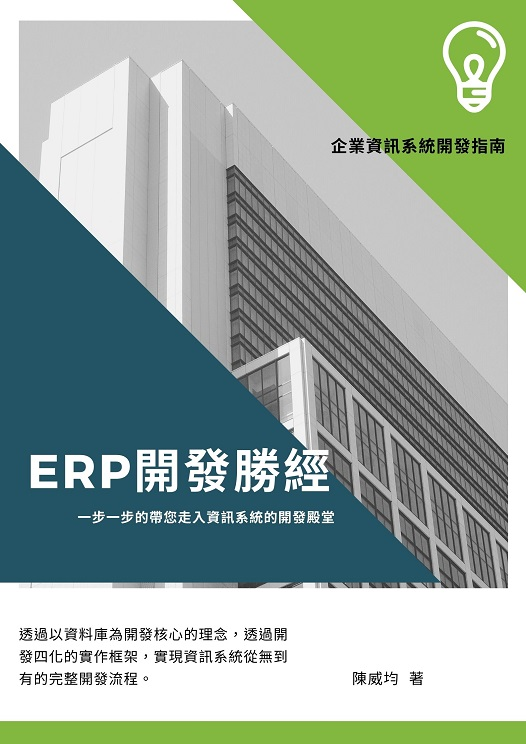 企業資訊系統開發指南
ERP開發勝經
一步一步的帶您走入資訊系統的開發殿堂
透過以資料庫為開發核心的理念，透過開
發四化的實作框架，實現資訊系統從無到
有的完整開發流程。
陳威均 著